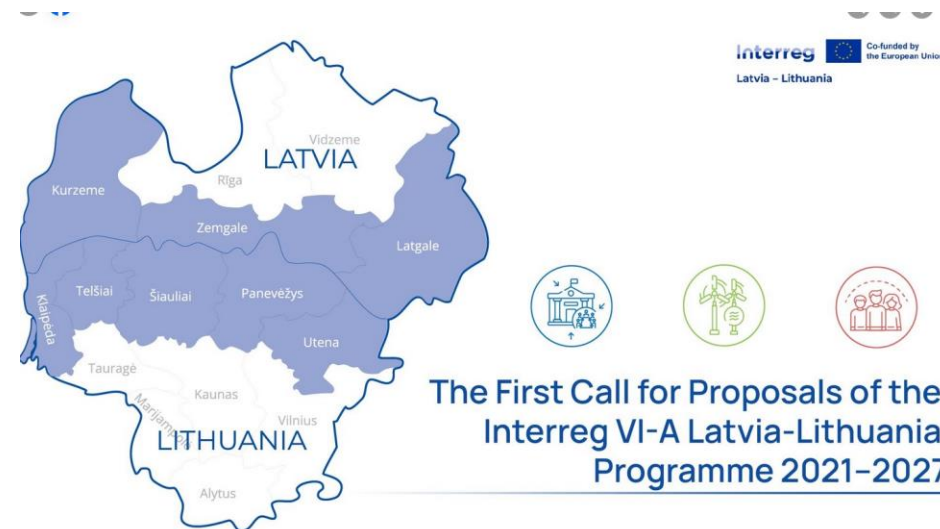 Interreg
Co-funded by
the European Union
Latvia – Lithuania
Vidzeme
LATVIA
Rīga
Kurzeme
Zemgale
Latgale
Telšiai
Šiauliai
Panevėžys
Klaipėda
Utena
Tauragė
Kaunas
Marijampolė
Vilnius
LITHUANIA
Alytus
The First Call for Proposals of the
Interreg VI-A Latvia-Lithuania
Programme 2021–2027